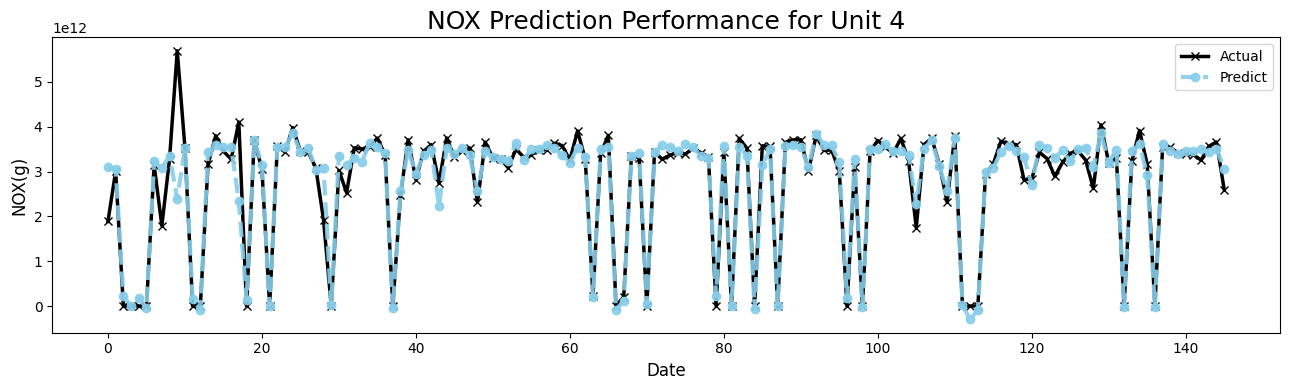 NOX Prediction Performance for Unit 4
1e12
Actual
Predict
5
4
3
2
1
0
NOX(g)
0 20 40 60 80 100 120 140
Date